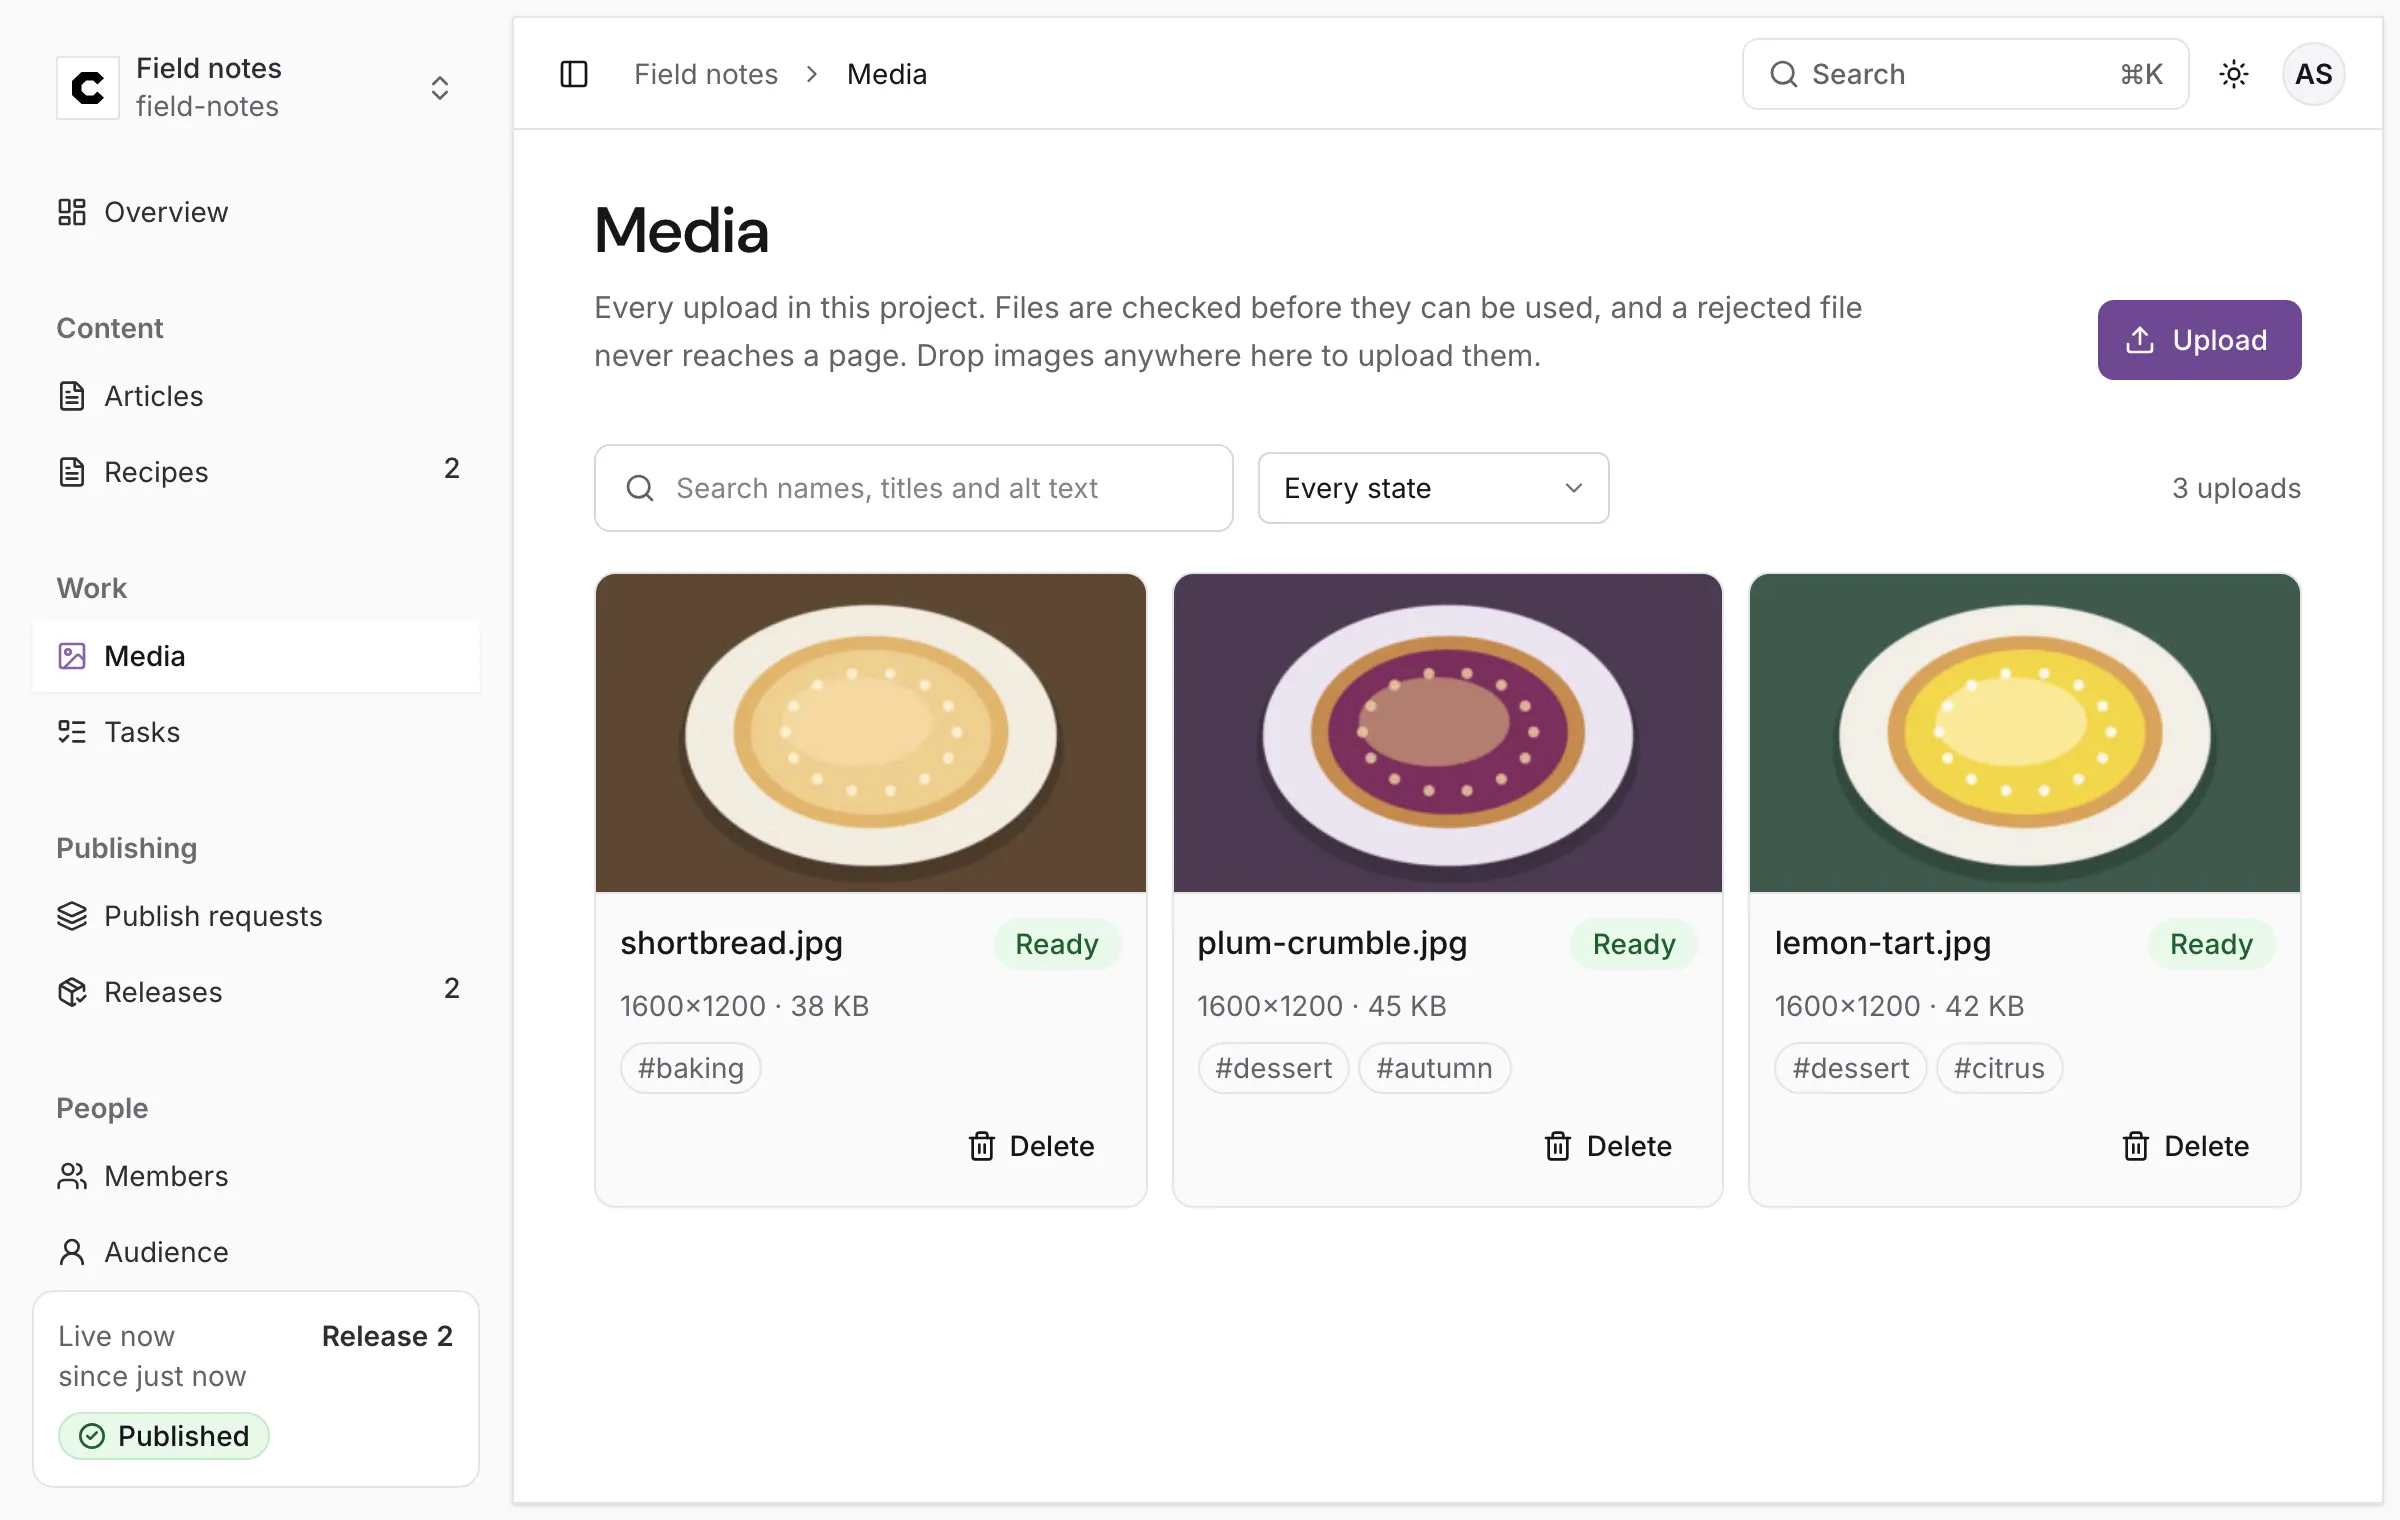 Field notes
field-notes
Overview
Content
Articles
Recipes 2
Work
Media
Tasks
Publishing
Publish requests
Releases 2
People
Members
Audience
Live now Release 2
since just now
Published
Field notes > Media
Search ⌘K
AS
Media
Every upload in this project. Files are checked before they can be used, and a rejected file
never reaches a page. Drop images anywhere here to upload them.
Upload
Search names, titles and alt text
Every state
3 uploads
shortbread.jpg Ready
1600×1200 · 38 KB
#baking
Delete
plum-crumble.jpg Ready
1600×1200 · 45 KB
#dessert #autumn
Delete
lemon-tart.jpg Ready
1600×1200 · 42 KB
#dessert #citrus
Delete